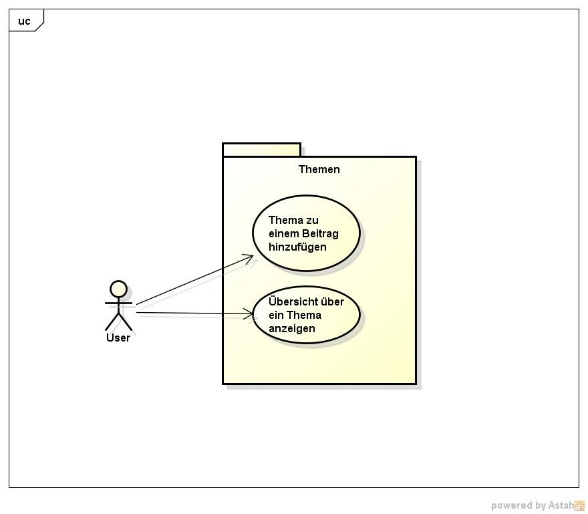 uc
Themen
Thema zu
einem Beitrag
hinzufügen
Übersicht über
ein Thema
anzeigen
User
powered by Astah